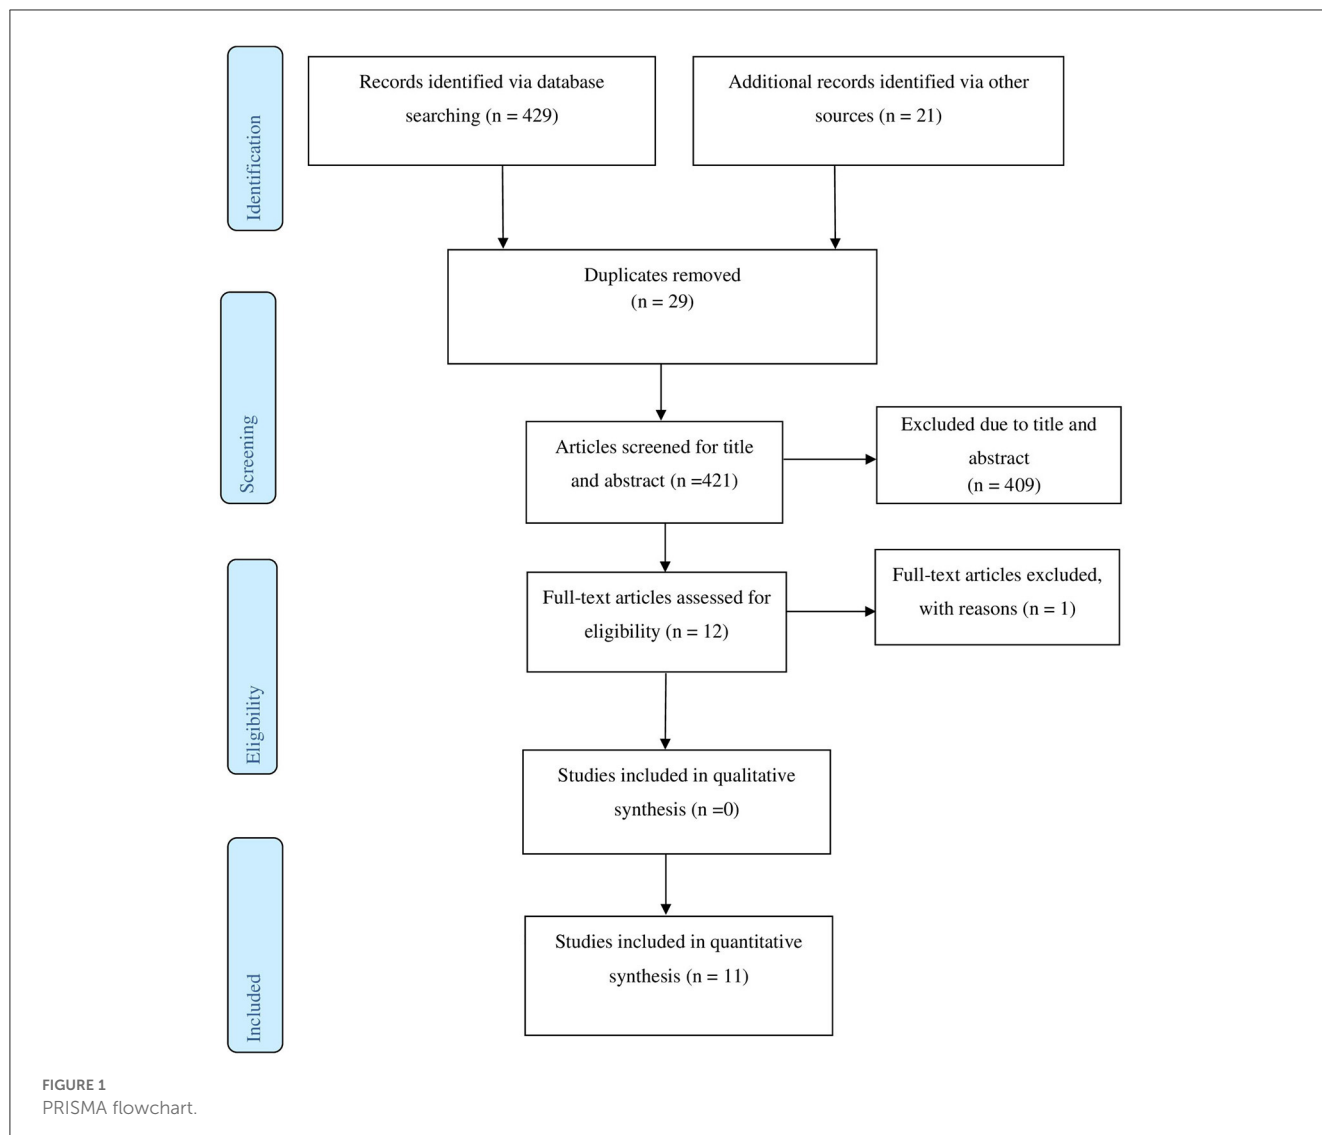 Identification
Records identified via database
searching (n = 429)
Additional records identified via other
sources (n = 21)
Duplicates removed
(n = 29)
Screening
Articles screened for title
and abstract (n =421)
Excluded due to title and
abstract
(n = 409)
Eligibility
Full-text articles assessed for
eligibility (n = 12)
Full-text articles excluded,
with reasons (n = 1)
Studies included in qualitative
synthesis (n =0)
Included
Studies included in quantitative
synthesis (n = 11)
FIGURE 1
PRISMA flowchart.